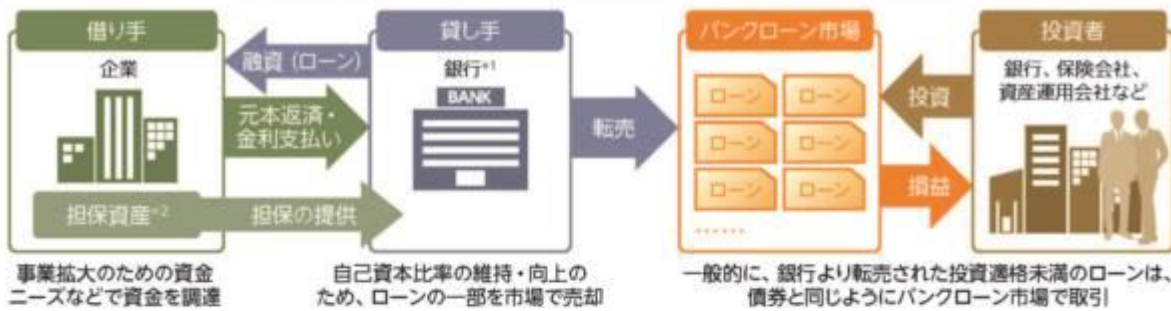 借り手
貸し手
バンクローン市場
投資者
企業
融資（ローン）
銀行*1
BANK
銀行、保険会社、
資産運用会社など
元本返済・
金利支払い
転売
ローン ローン
ローン ローン
ローン ローン
……
投資
損益
担保資産*2
担保の提供
事業拡大のための資金
ニーズなどで資金を調達
自己資本比率の維持・向上の
ため、ローンの一部を市場で売却
一般的に、銀行より転売された投資適格未満のローンは、
債券と同じようにバンクローン市場で取引